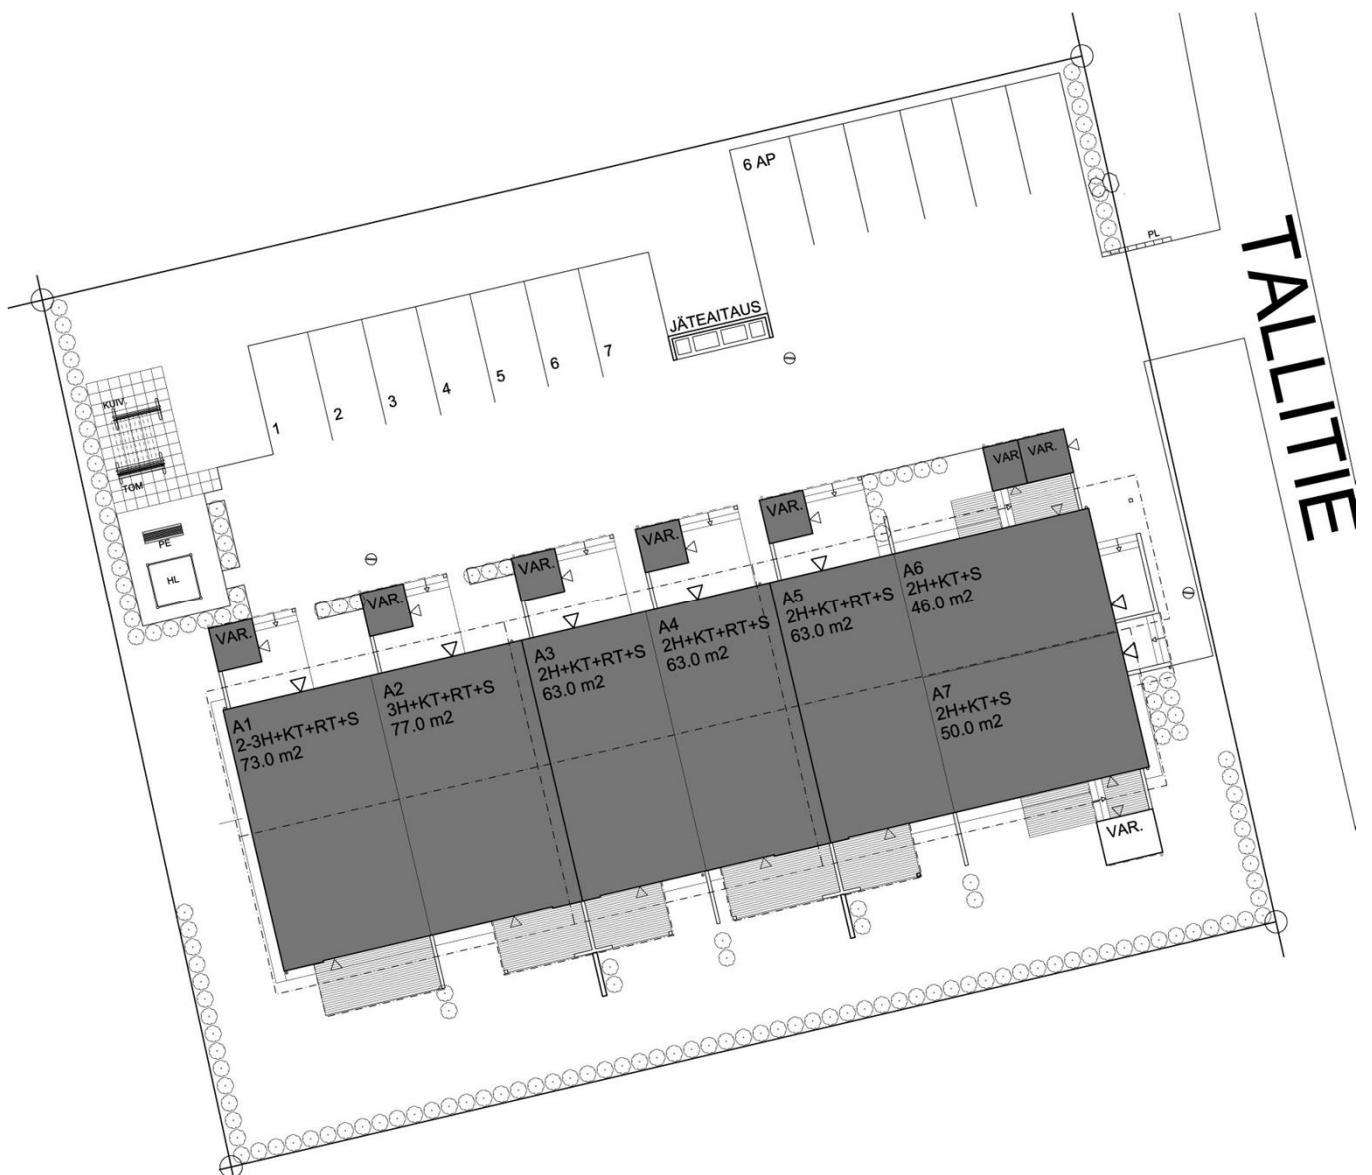 6 AP
PL
TALLITIE
JÄTEAITAUS
1
2
3
4
5
6
7
KUIV.
TOM
PE
HL
VAR.
VAR.
VAR.
VAR.
VAR.
VAR
VAR.
A1
2-3H+KT+RT+S
73.0 m2
A2
3H+KT+RT+S
77.0 m2
A3
2H+KT+RT+S
63.0 m2
A4
2H+KT+RT+S
63.0 m2
A5
2H+KT+RT+S
63.0 m2
A6
2H+KT+S
46.0 m2
A7
2H+KT+S
50.0 m2
VAR.